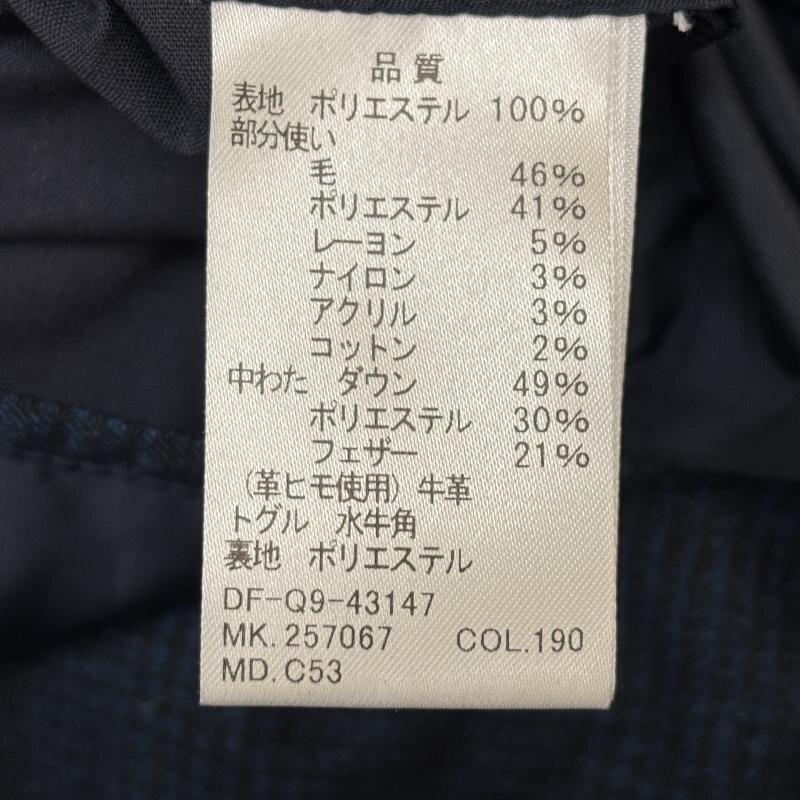 品質
表地 ポリエステル 100%
部分使い
毛 46%
ポリエステル 41%
レーヨン 5%
ナイロン 3%
アクリル 3%
コットン 2%
中わた ダウン 49%
ポリエステル 30%
フェザー 21%
(革ヒモ使用) 牛革
トグル 水牛角
裏地 ポリエステル
DF-Q9-43147
MK. 257067 COL.190
MD. C53